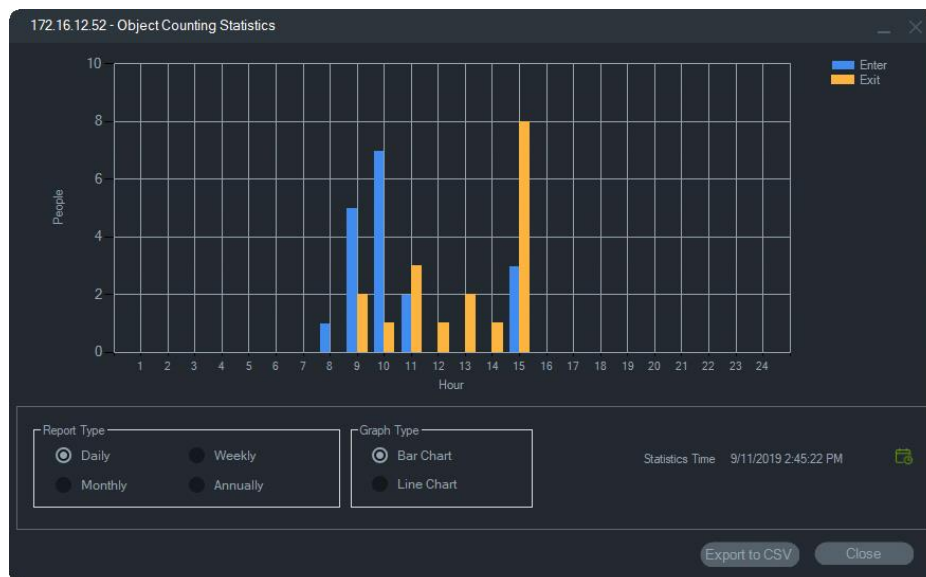 172.16.12.52 - Object Counting Statistics
Enter
Exit
10
8
6
4
2
0
People
1 2 3 4 5 6 7 8 9 10 11 12 13 14 15 16 17 18 19 20 21 22 23 24
Hour
Report Type
Daily Weekly
Monthly Annually
Graph Type
Bar Chart
Line Chart
Statistics Time 9/11/2019 2:45:22 PM
Export to CSV Close